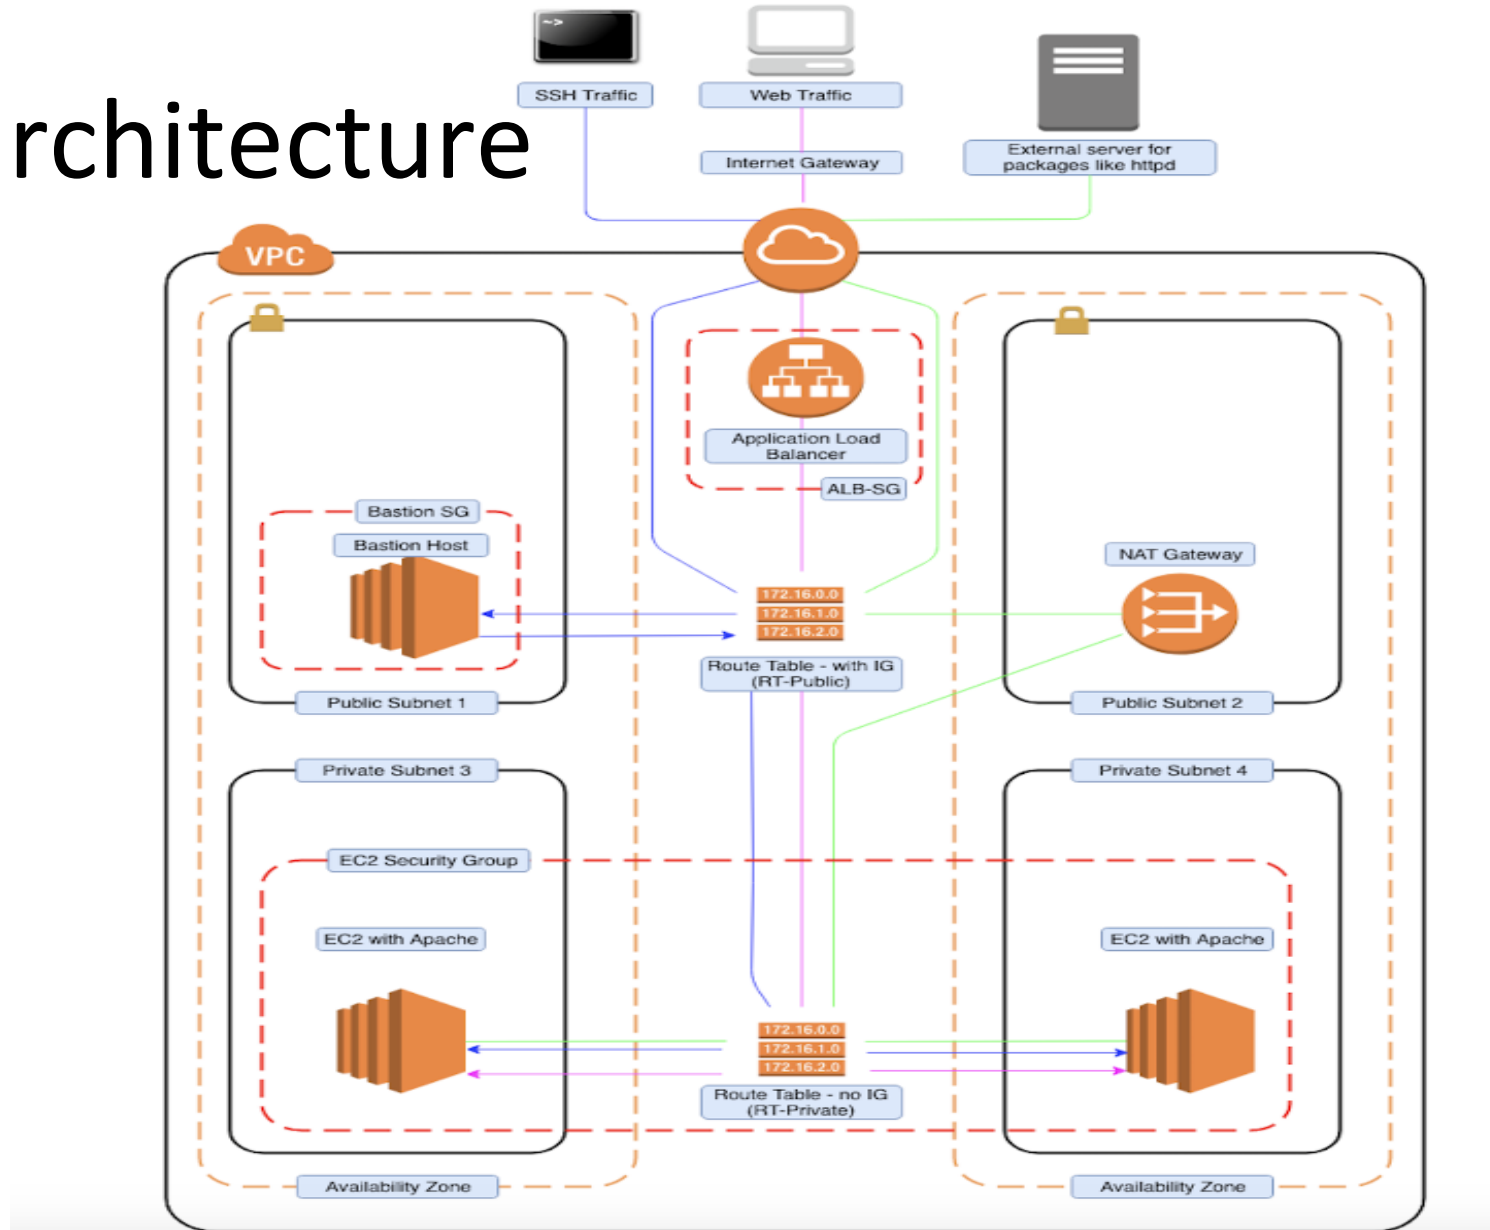 ~>
SSH Traffic
Web Traffic
rchitecture
Internet Gateway
External server for
packages like httpd
VPC
Application Load
Balancer
ALB-SG
Bastion SG
Bastion Host
NAT Gateway
172.16.0.0
172.16.1.0
172.16.2.0
Route Table - with IG
(RT-Public)
Public Subnet 1
Public Subnet 2
Private Subnet 3
Private Subnet 4
EC2 Security Group
EC2 with Apache
EC2 with Apache
172.16.0.0
172.16.1.0
172.16.2.0
Route Table - no IG
(RT-Private)
Availability Zone
Availability Zone